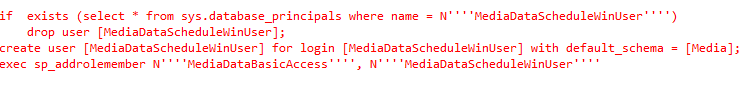 if  exists (select * from sys.database_principals where name = N''''MediaDataScheduleWinUser'''')
    drop user [MediaDataScheduleWinUser];
create user [MediaDataScheduleWinUser] for login [MediaDataScheduleWinUser] with default_schema = [Media];
exec sp_addrolemember N''''MediaDataBasicAccess'''', N''''MediaDataScheduleWinUser''''